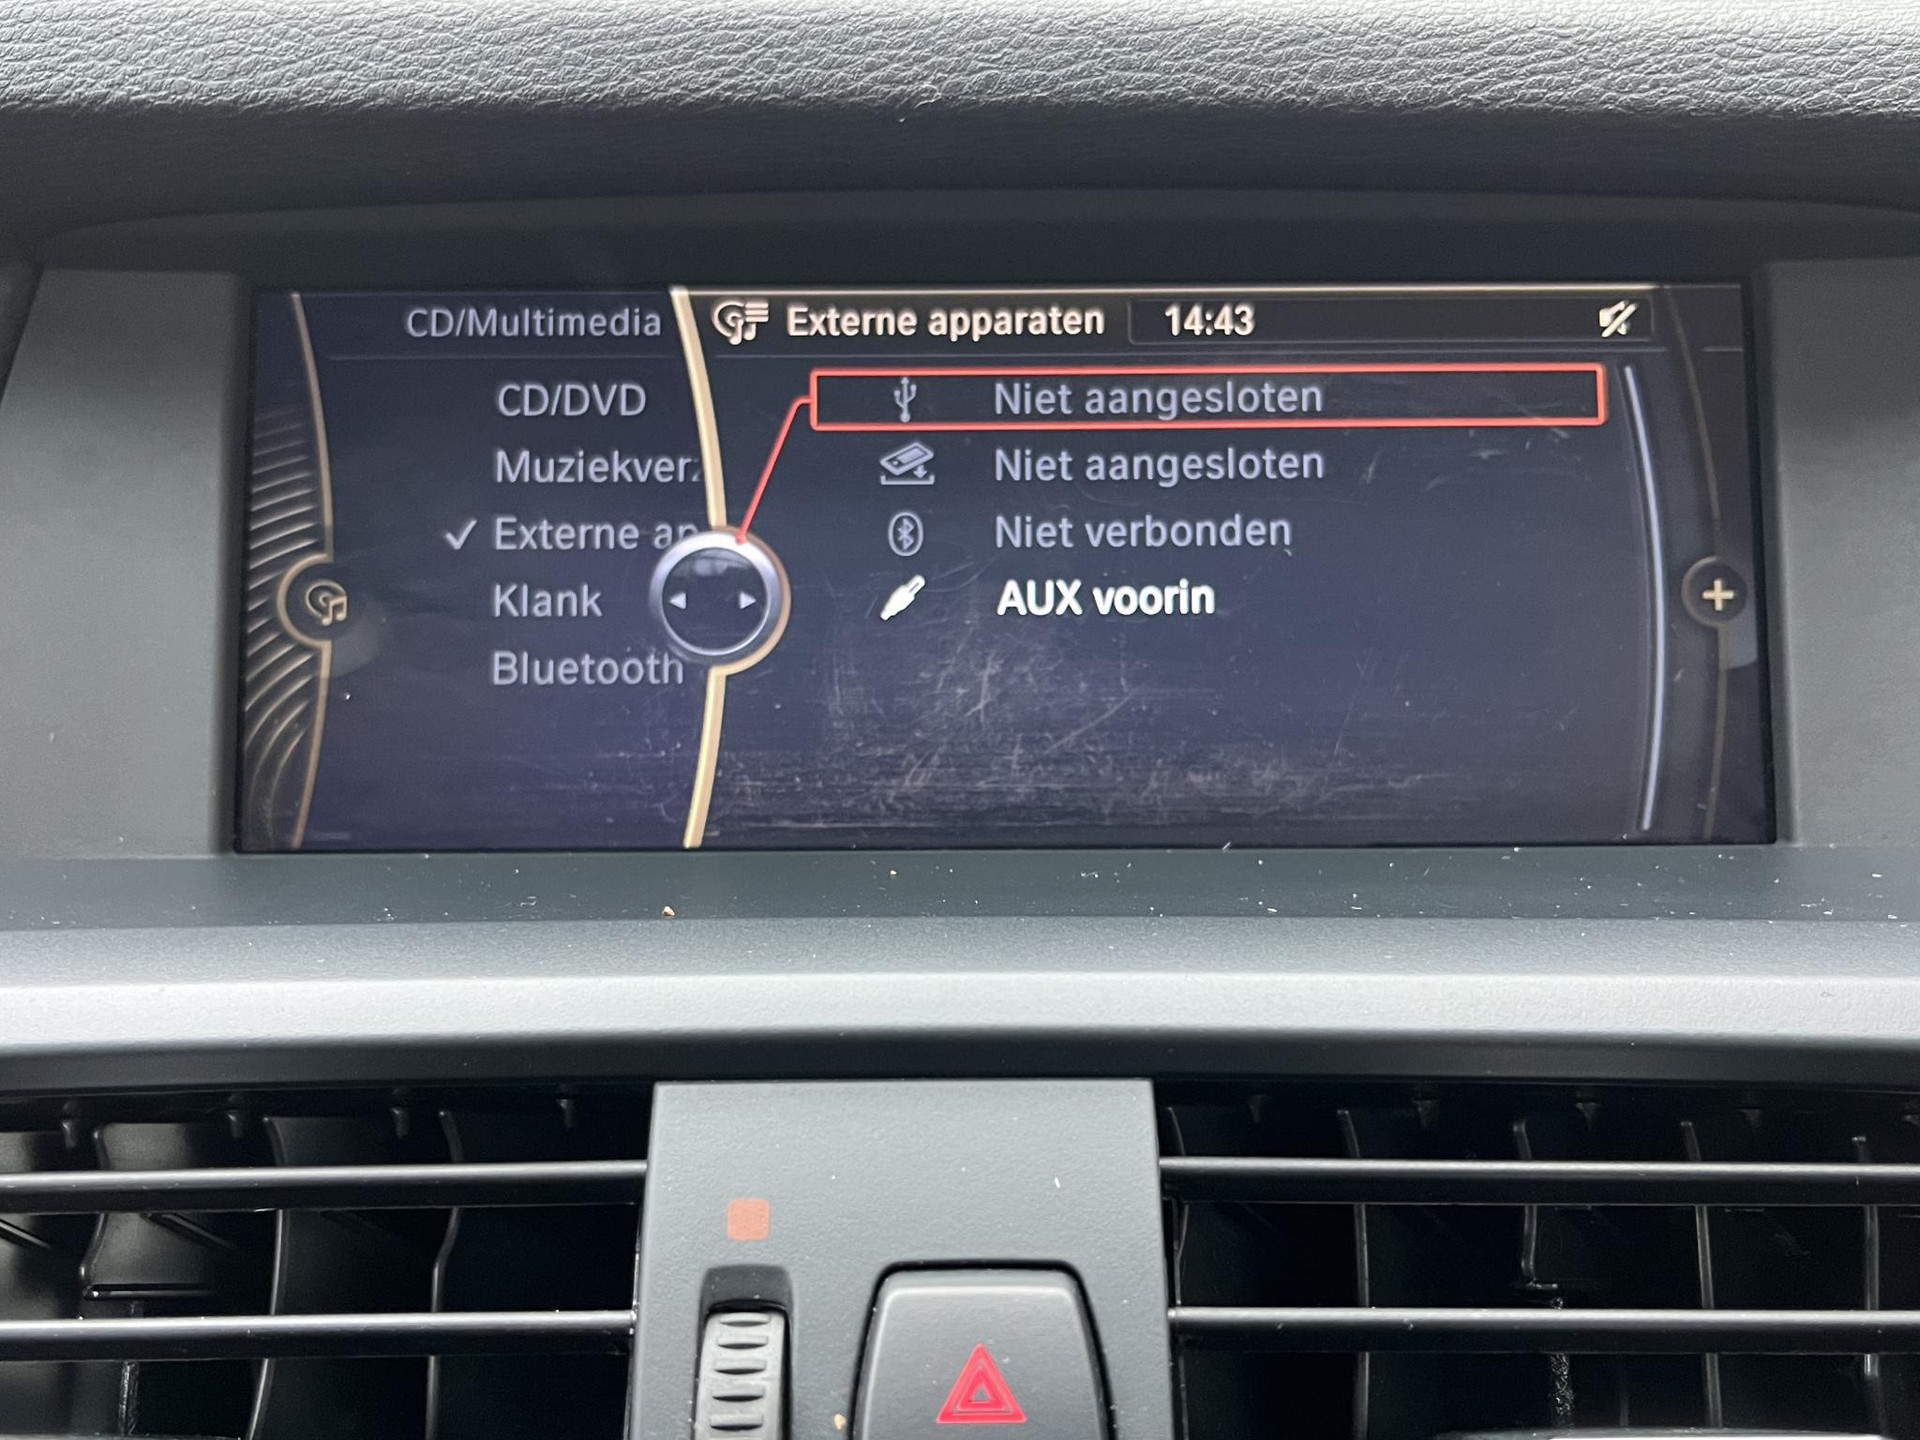 CD/Multimedia
Externe apparaten
14:43
CD/DVD
Muziekver
Externe ap
Klank
Bluetooth
Niet aangesloten
Niet aangesloten
Niet verbonden
AUX voorin